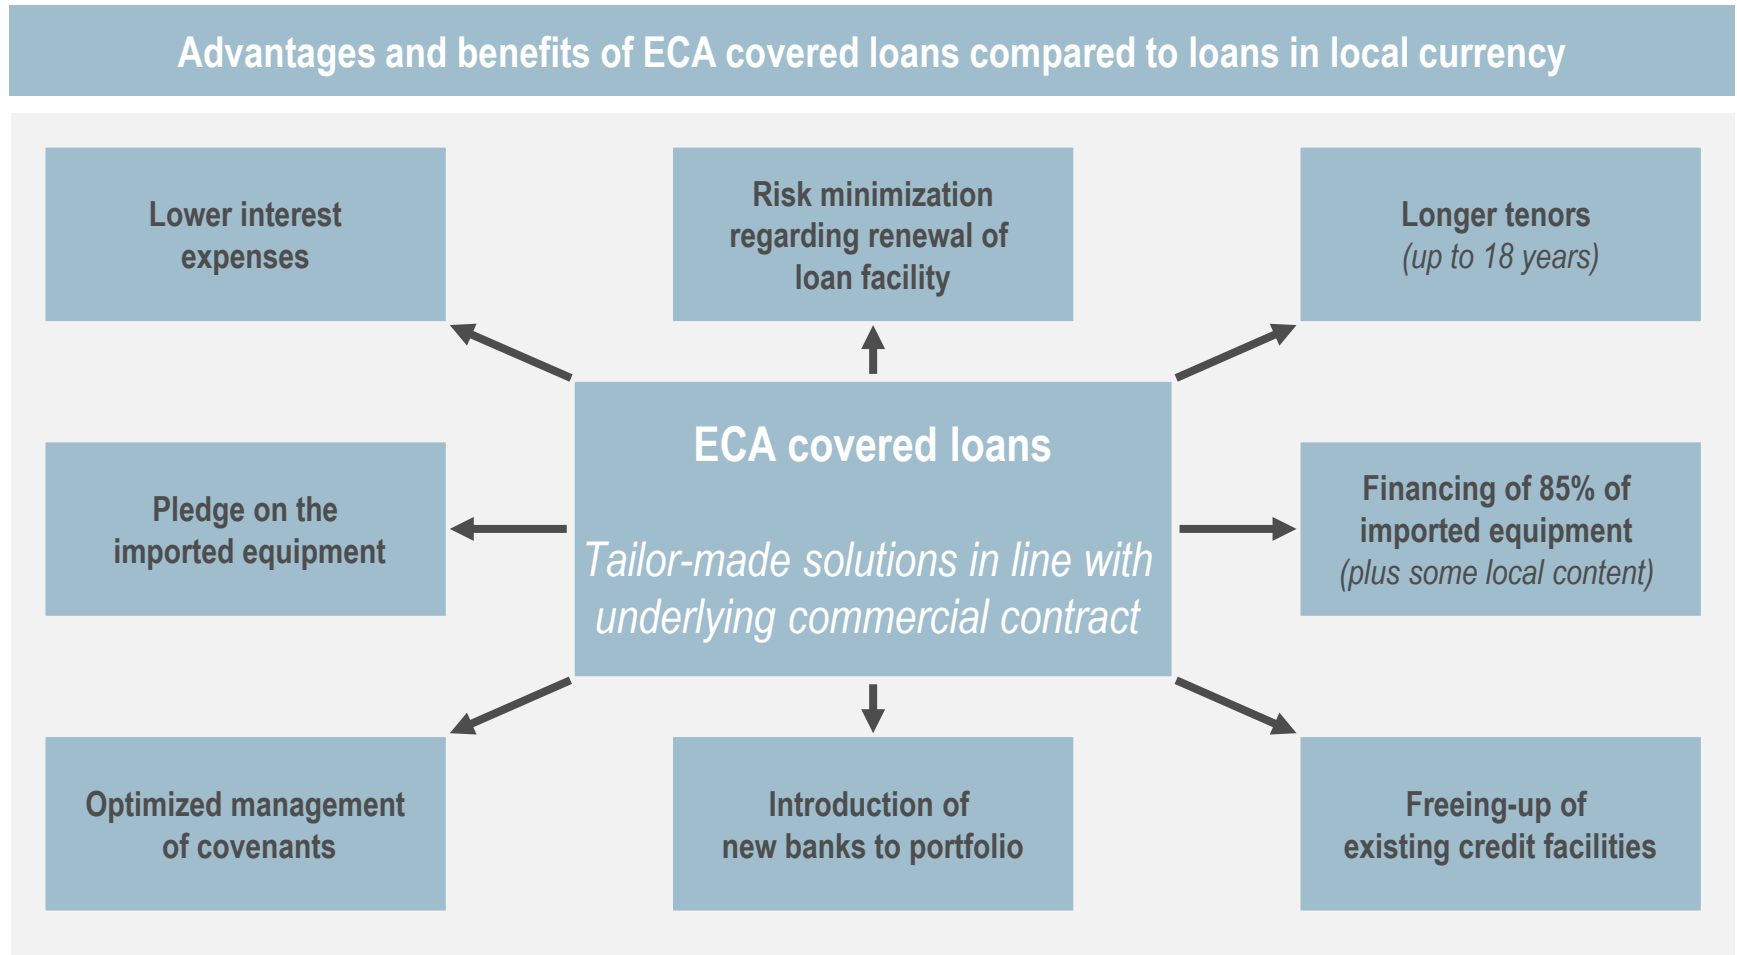 Advantages and benefits of ECA covered loans compared to loans in local currency
Lower interest
expenses
Risk minimization
regarding renewal of
loan facility
Longer tenors
(up to 18 years)
Pledge on the
imported equipment
ECA covered loans
Tailor-made solutions in line with
underlying commercial contract
Financing of 85% of
imported equipment
(plus some local content)
Optimized management
of covenants
Introduction of
new banks to portfolio
Freeing-up of
existing credit facilities